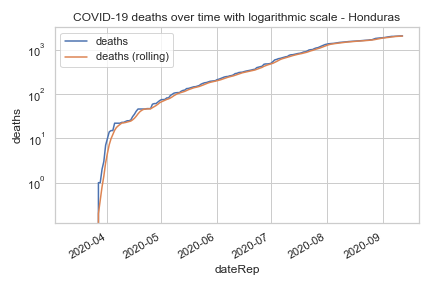 COVID-19 deaths over time with logarithmic scale - Honduras
deaths
deaths (rolling)
10³
10²
10¹
10⁰
deaths
2020-04
2020-05
2020-06
2020-07
2020-08
2020-09
dateRep